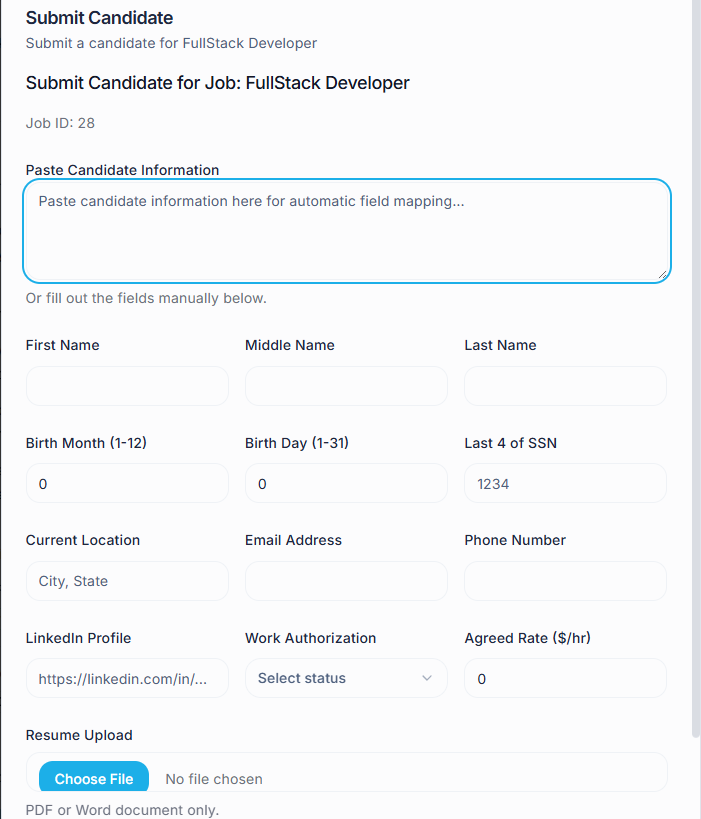 Submit Candidate
Submit a candidate for FullStack Developer
Submit Candidate for Job: FullStack Developer
Job ID: 28
Paste Candidate Information
Paste candidate information here for automatic field mapping...
Or fill out the fields manually below.
First Name Middle Name Last Name
Birth Month (1-12) Birth Day (1-31) Last 4 of SSN
0 0 1234
Current Location Email Address Phone Number
City, State
LinkedIn Profile Work Authorization Agreed Rate ($/hr)
https://linkedin.com/in/... Select status 0
Resume Upload
Choose File No file chosen
PDF or Word document only.